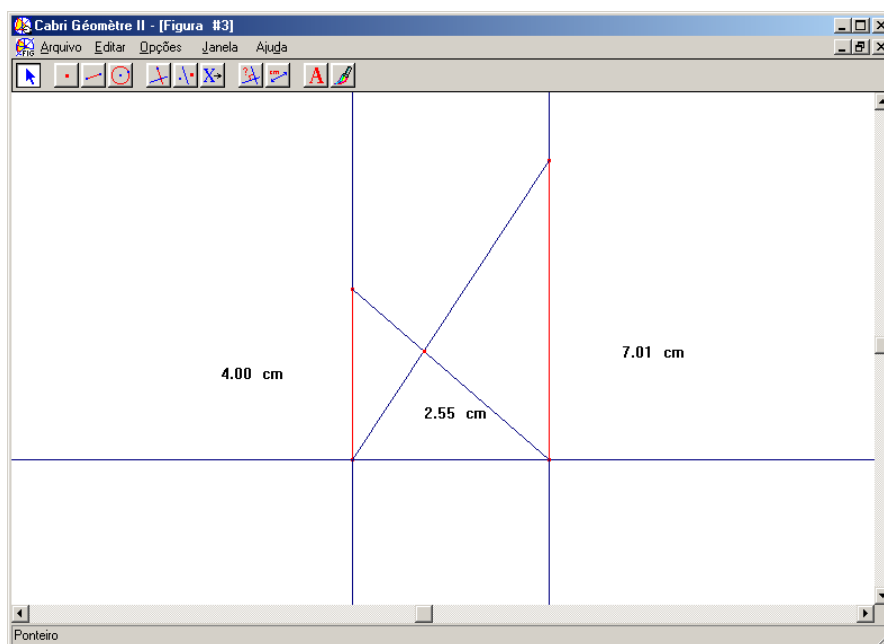 Cabri Géomètre II - [Figura #3]
Arquivo Editar Opções Janela Ajuda
4.00 cm
7.01 cm
2.55 cm
Ponteiro